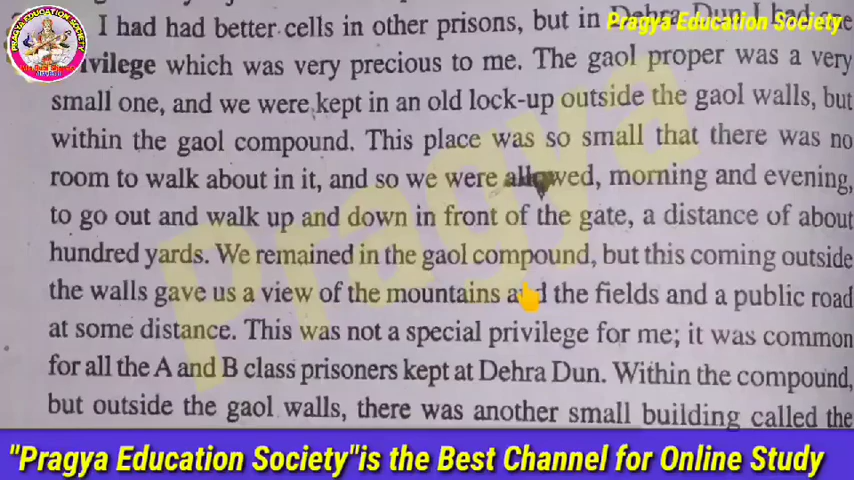 PRAGYA EDUCATION SOCIETY
Pragya Education Society
I had had better cells in other prisons, but in Dehra Dun I had one
vilege which was very precious to me. The gaol proper was a very
small one, and we were kept in an old lock-up outside the gaol walls, but
within the gaol compound. This place was so small that there was no
room to walk about in it, and so we were allowed, morning and evening,
to go out and walk up and down in front of the gate, a distance of about
hundred yards. We remained in the gaol compound, but this coming outside
the walls gave us a view of the mountains and the fields and a public road
at some distance. This was not a special privilege for me; it was common
for all the A and B class prisoners kept at Dehra Dun. Within the compound,
but outside the gaol walls, there was another small building called the
Pragya
"Pragya Education Society"is the Best Channel for Online Study